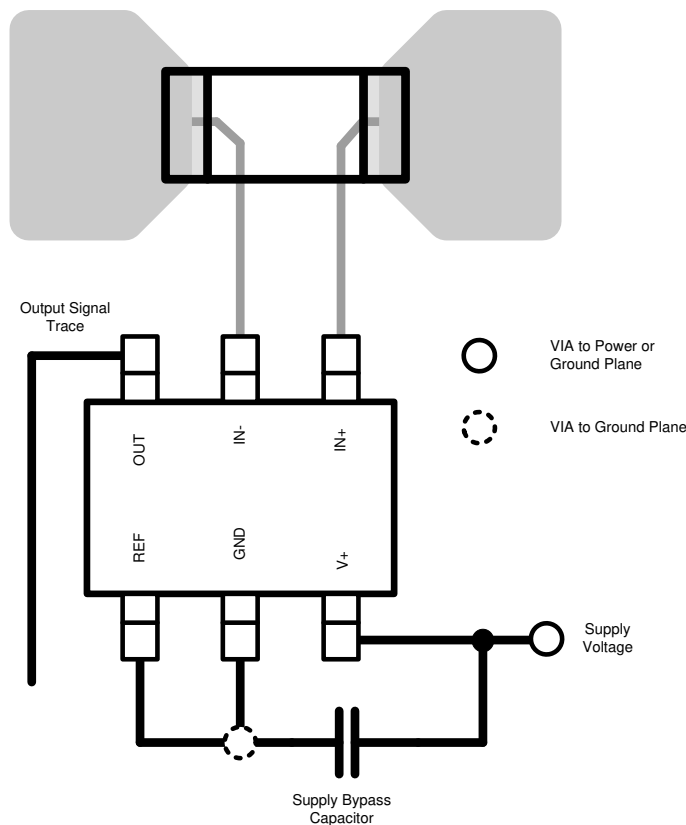 Output Signal
Trace
VIA to Power or
Ground Plane
VIA to Ground Plane
OUT
IN-
IN+
REF
GND
V+
Supply
Voltage
Supply Bypass
Capacitor